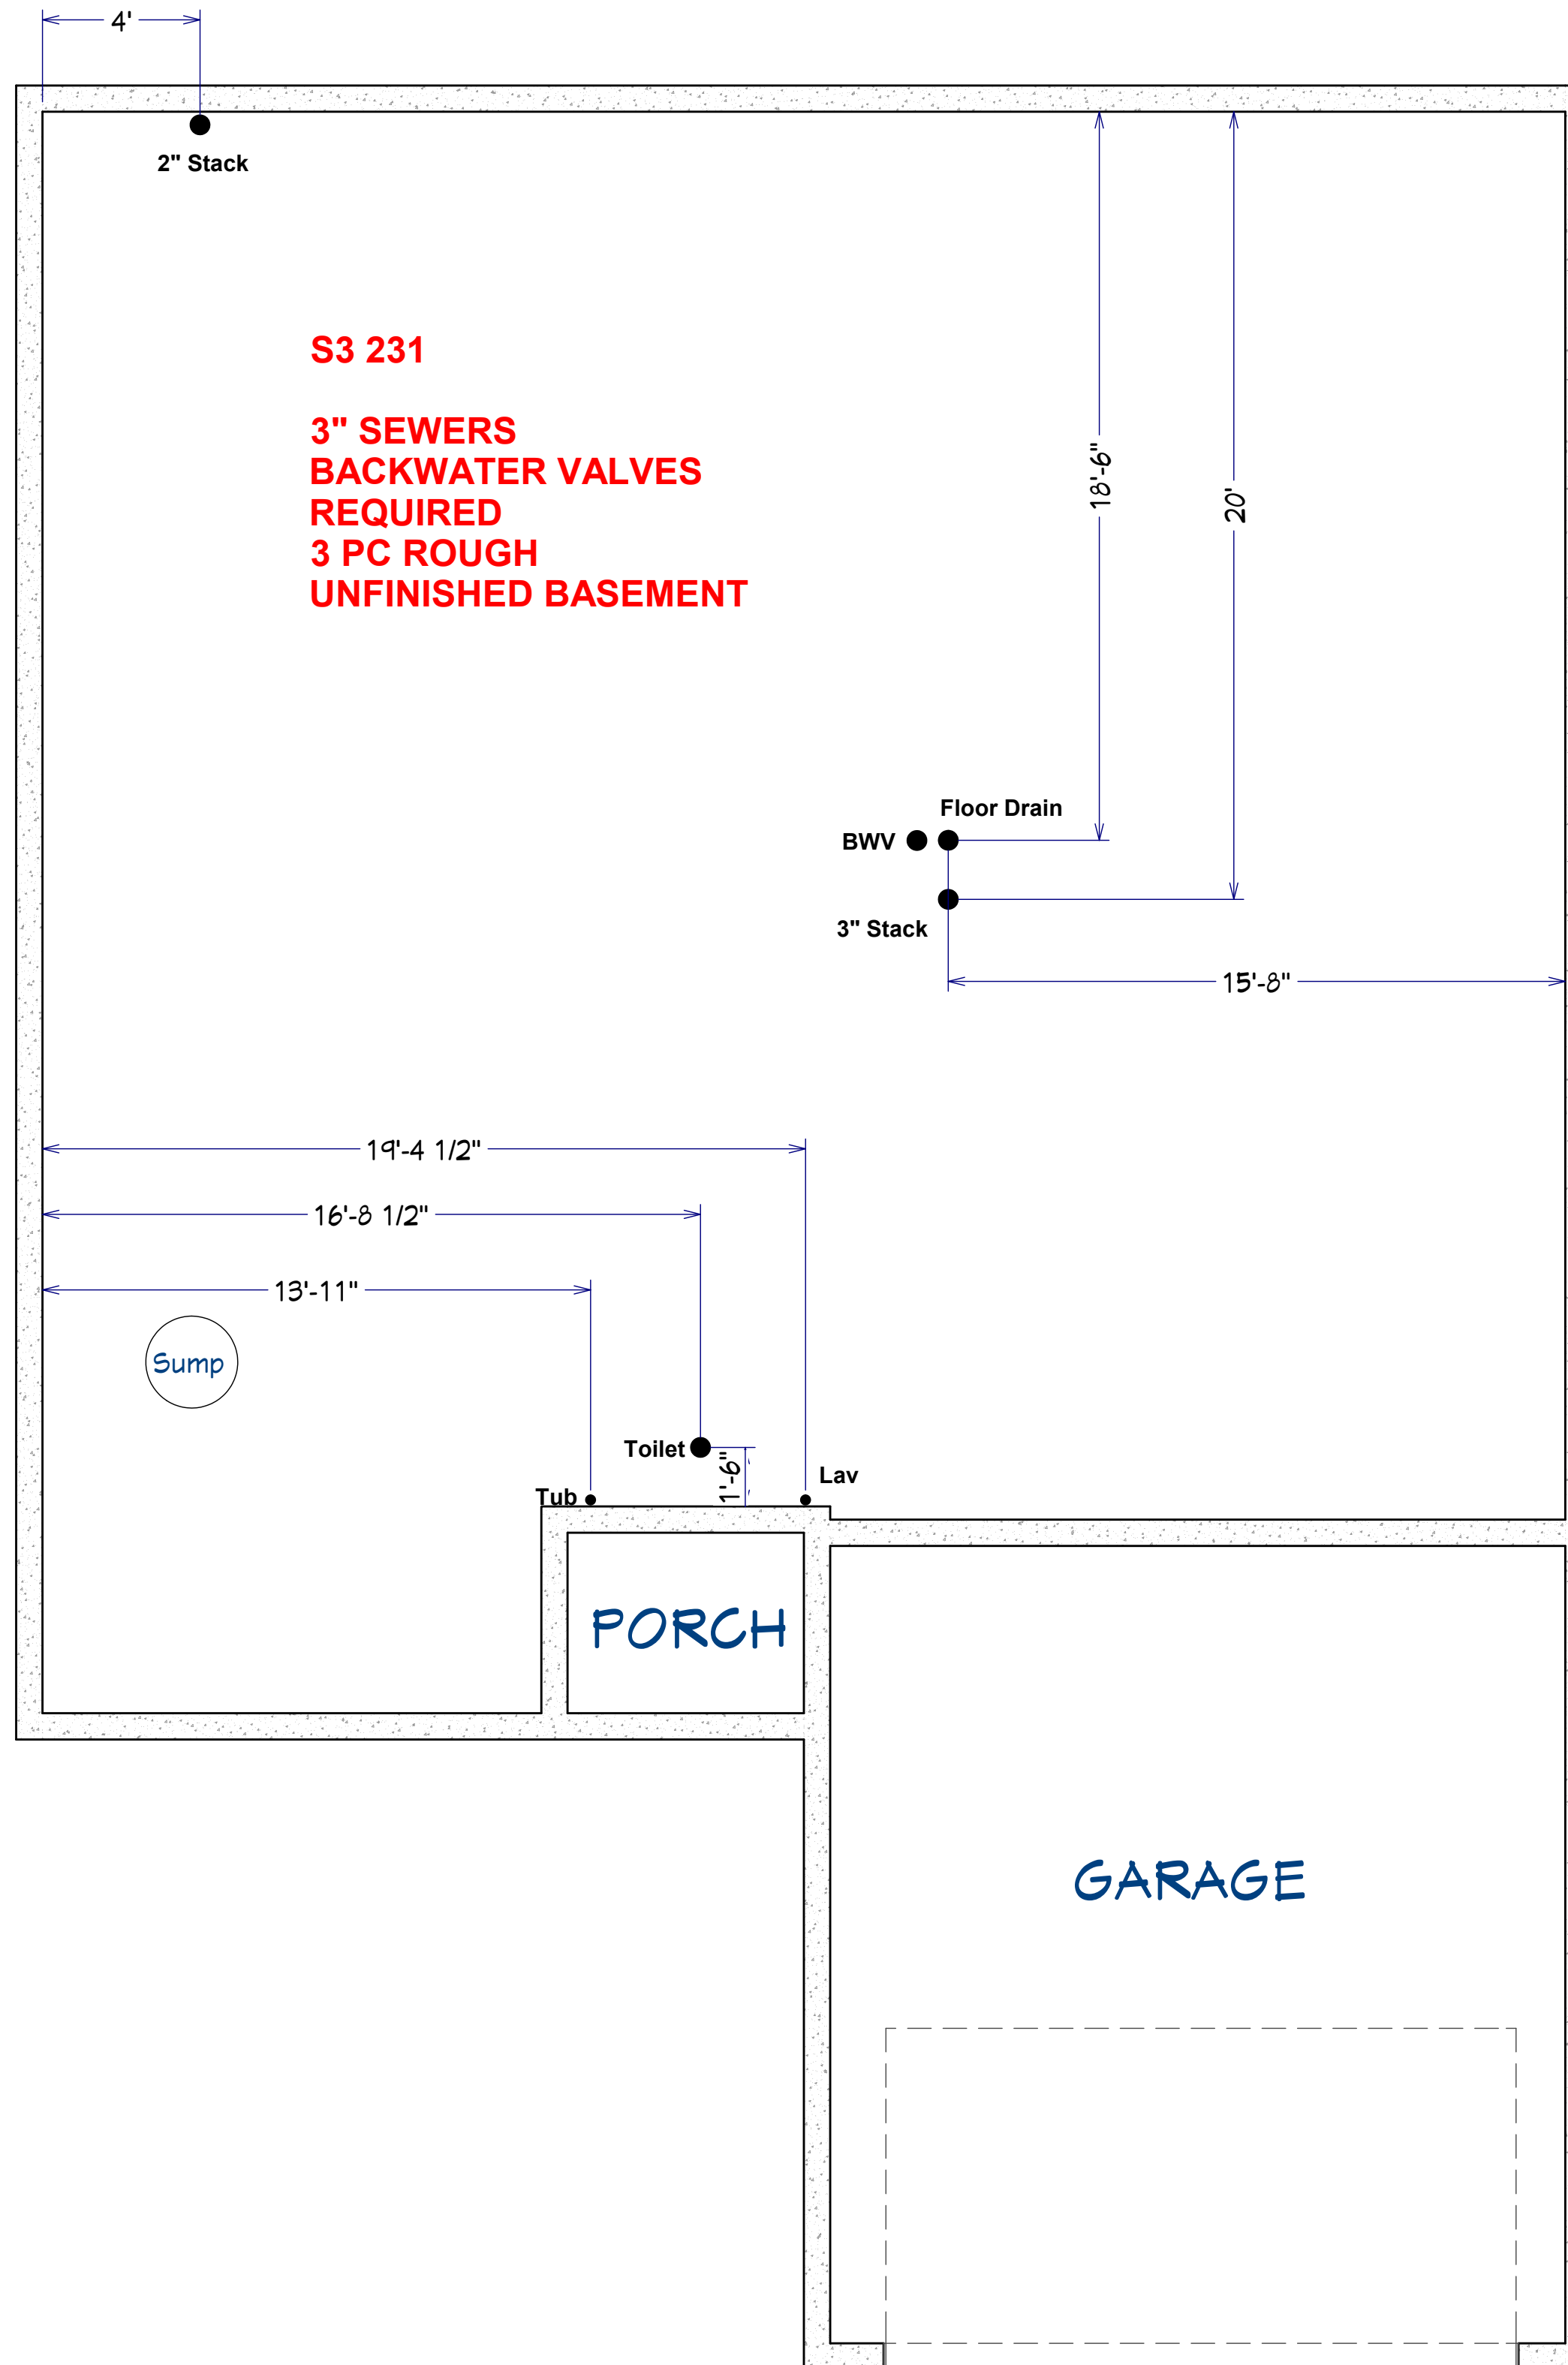 4'
2" Stack
S3 231
3" SEWERS
BACKWATER VALVES
REQUIRED
3 PC ROUGH
UNFINISHED BASEMENT
18'-6"
20'
Floor Drain
BWV
3" Stack
15'-8"
19'-4 1/2"
16'-8 1/2"
13'-11"
Sump
Toilet
1'-6"
Lav
Tub
PORCH
GARAGE